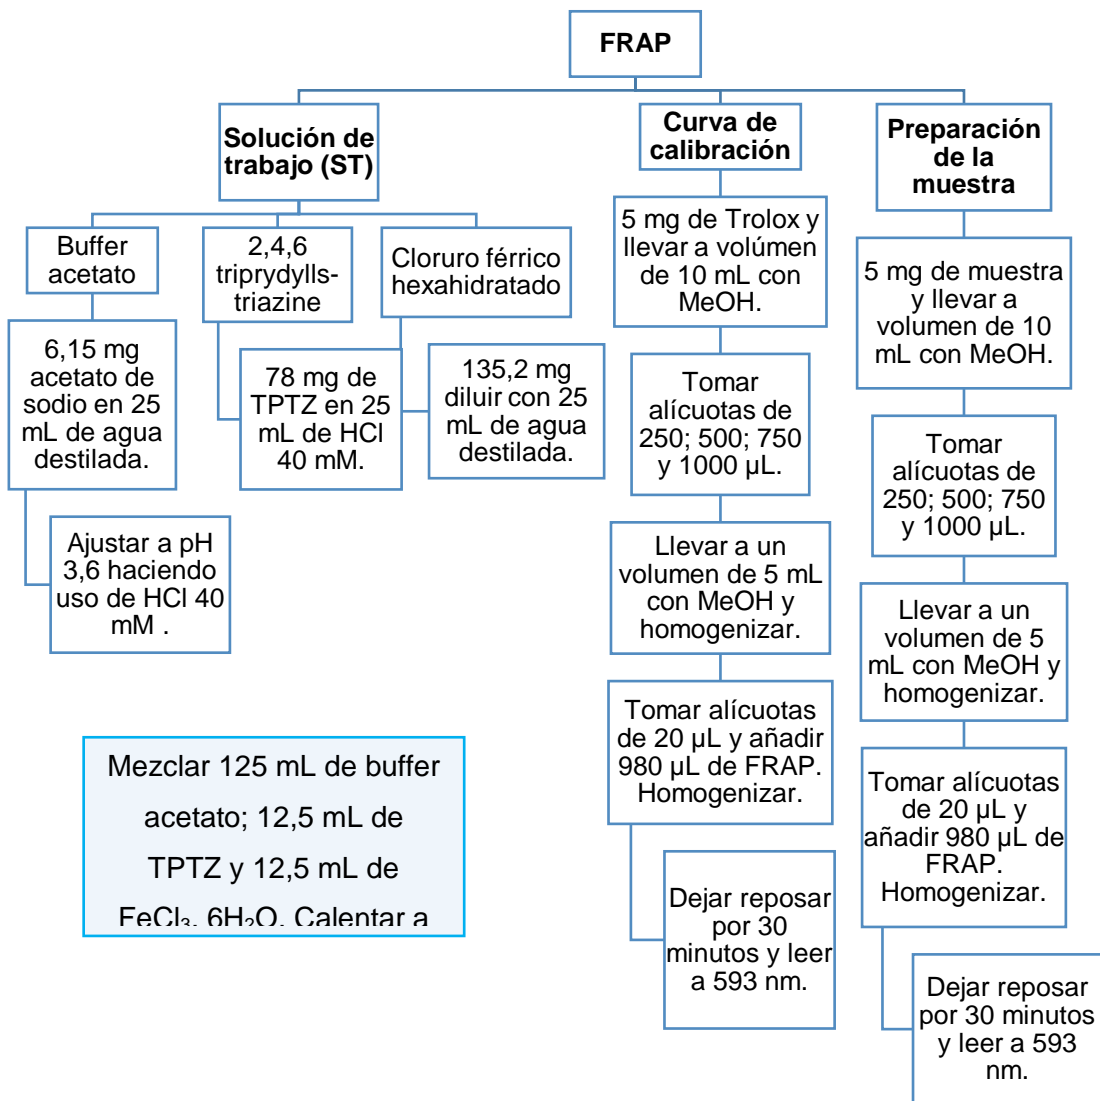 FRAP
Solución de
trabajo (ST)
Buffer
acetato
6,15 mg
acetato de
sodio en 25
mL de agua
destilada.
Ajustar a pH
3,6 haciendo
uso de HCl 40
mM .
2,4,6
triprydylls-
triazine
78 mg de
TPTZ en 25
mL de HCl
40 mM.
Cloruro férrico
hexahidratado
135,2 mg
diluir con 25
mL de agua
destilada.
Mezclar 125 mL de buffer
acetato; 12,5 mL de
TPTZ y 12,5 mL de
FeCl₃. 6H₂O. Calentar a
Curva de
calibración
5 mg de Trolox y
llevar a volúmen
de 10 mL con
MeOH.
Tomar
alícuotas de
250; 500; 750
y 1000 µL.
Llevar a un
volumen de 5 mL
con MeOH y
homogenizar.
Tomar alícuotas
de 20 µL y añadir
980 µL de FRAP.
Homogenizar.
Dejar reposar
por 30
minutos y leer
a 593 nm.
Preparación
de la
muestra
5 mg de muestra
y llevar a
volumen de 10
mL con MeOH.
Tomar
alícuotas de
250; 500; 750
y 1000 µL.
Llevar a un
volumen de 5
mL con MeOH y
homogenizar.
Tomar alícuotas
de 20 µL y
añadir 980 µL de
FRAP.
Homogenizar.
Dejar reposar
por 30 minutos
y leer a 593
nm.